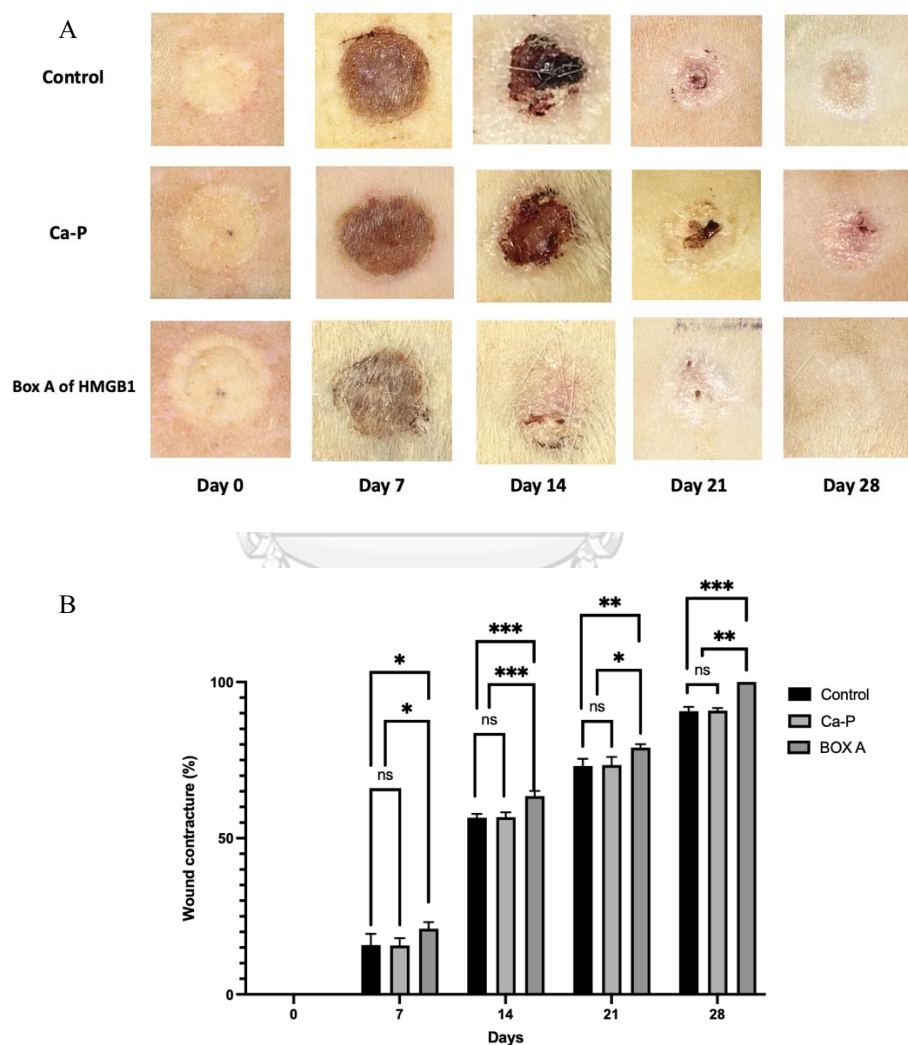 A
Control
Ca-P
Box A of HMGB1
Day 0 Day 7 Day 14 Day 21 Day 28
B
*** 
** ***
*** **
* *
ns
*** ns ns
*
ns
100
50
0
Wound contracture (%)
0 7 14 21 28
Days
Control
Ca-P
BOX A